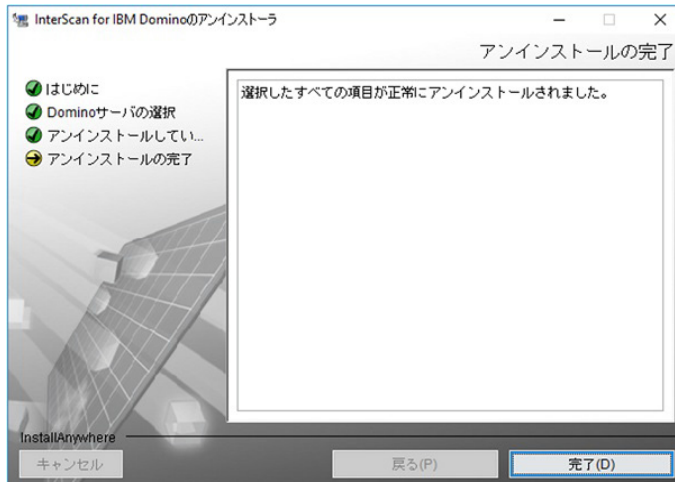 InterScan for IBM Dominoのアンインストーラ
アンインストールの完了
はじめに
Dominoサーバの選択
アンインストールしてい...
アンインストールの完了
選択したすべての項目が正常にアンインストールされました。
InstallAnywhere
キャンセル
戻る(P)
完了(D)